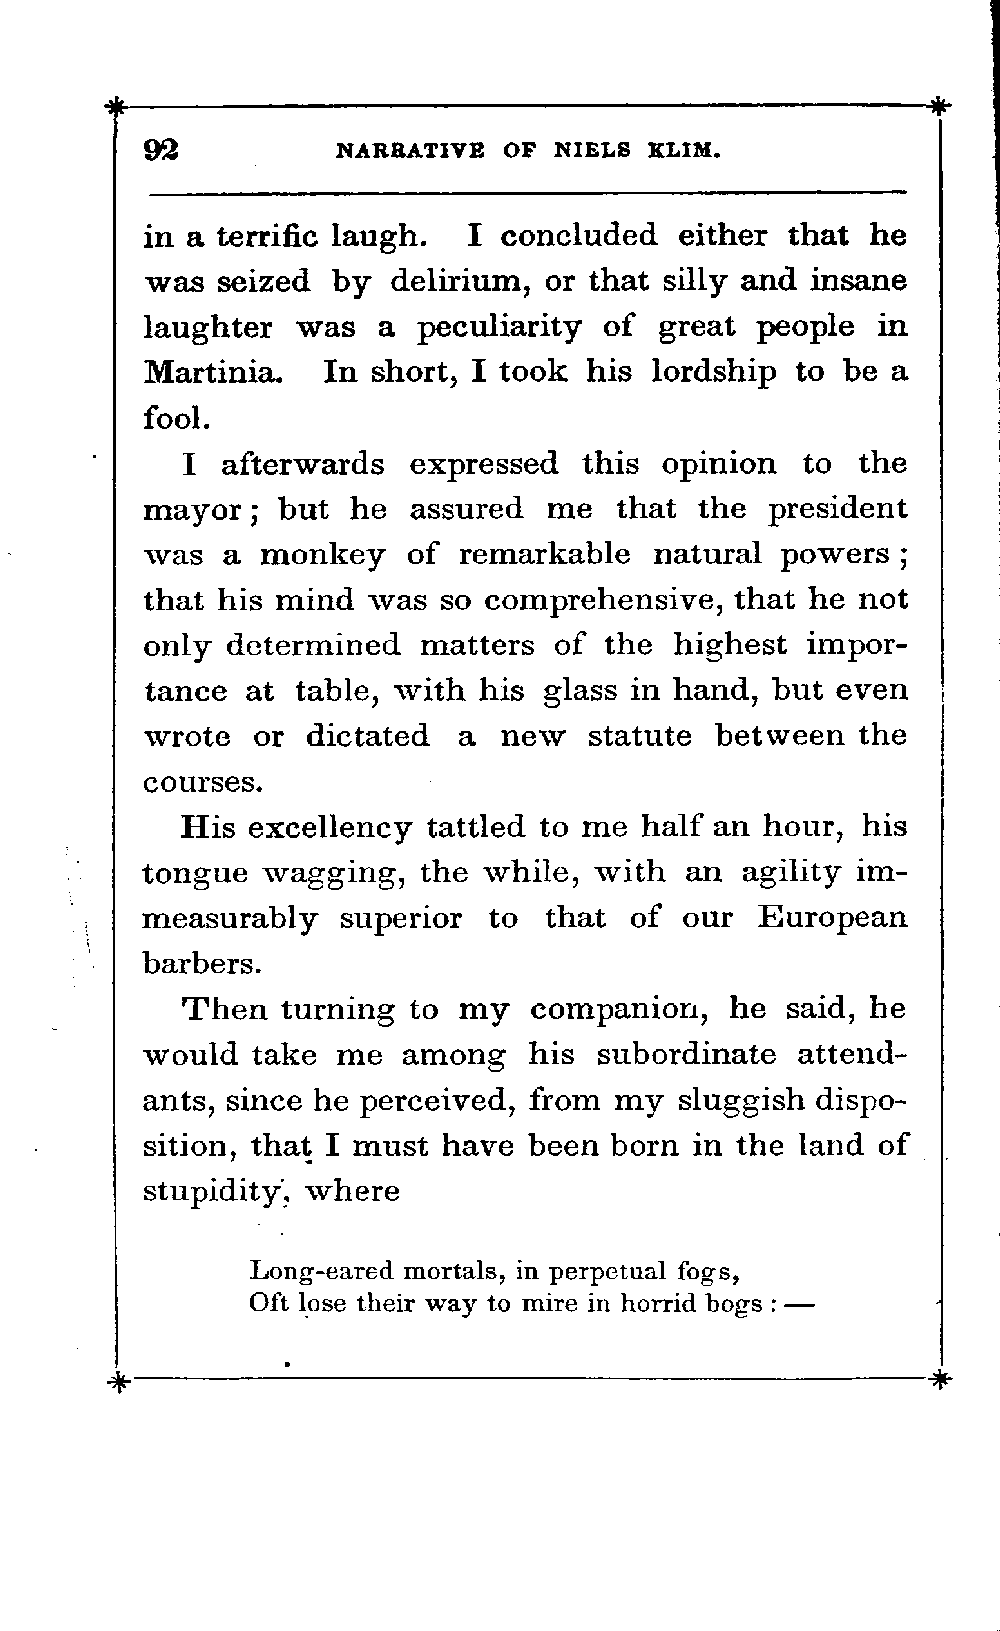 92 NARRATIVE OF NIELS KLIM.
in a terrific laugh. I concluded either that he
was seized by delirium, or that silly and insane
laughter was a peculiarity of great people in
Martinia. In short, I took his lordship to be a
fool.
I afterwards expressed this opinion to the
mayor; but he assured me that the president
was a monkey of remarkable natural powers;
that his mind was so comprehensive, that he not
only determined matters of the highest impor-
tance at table, with his glass in hand, but even
wrote or dictated a new statute between the
courses.
His excellency tattled to me half an hour, his
tongue wagging, the while, with an agility im-
measurably superior to that of our European
barbers.
Then turning to my companion, he said, he
would take me among his subordinate attend-
ants, since he perceived, from my sluggish dispo-
sition, that I must have been born in the land of
stupidity, where
Long-eared mortals, in perpetual fogs,
Oft lose their way to mire in horrid bogs: —